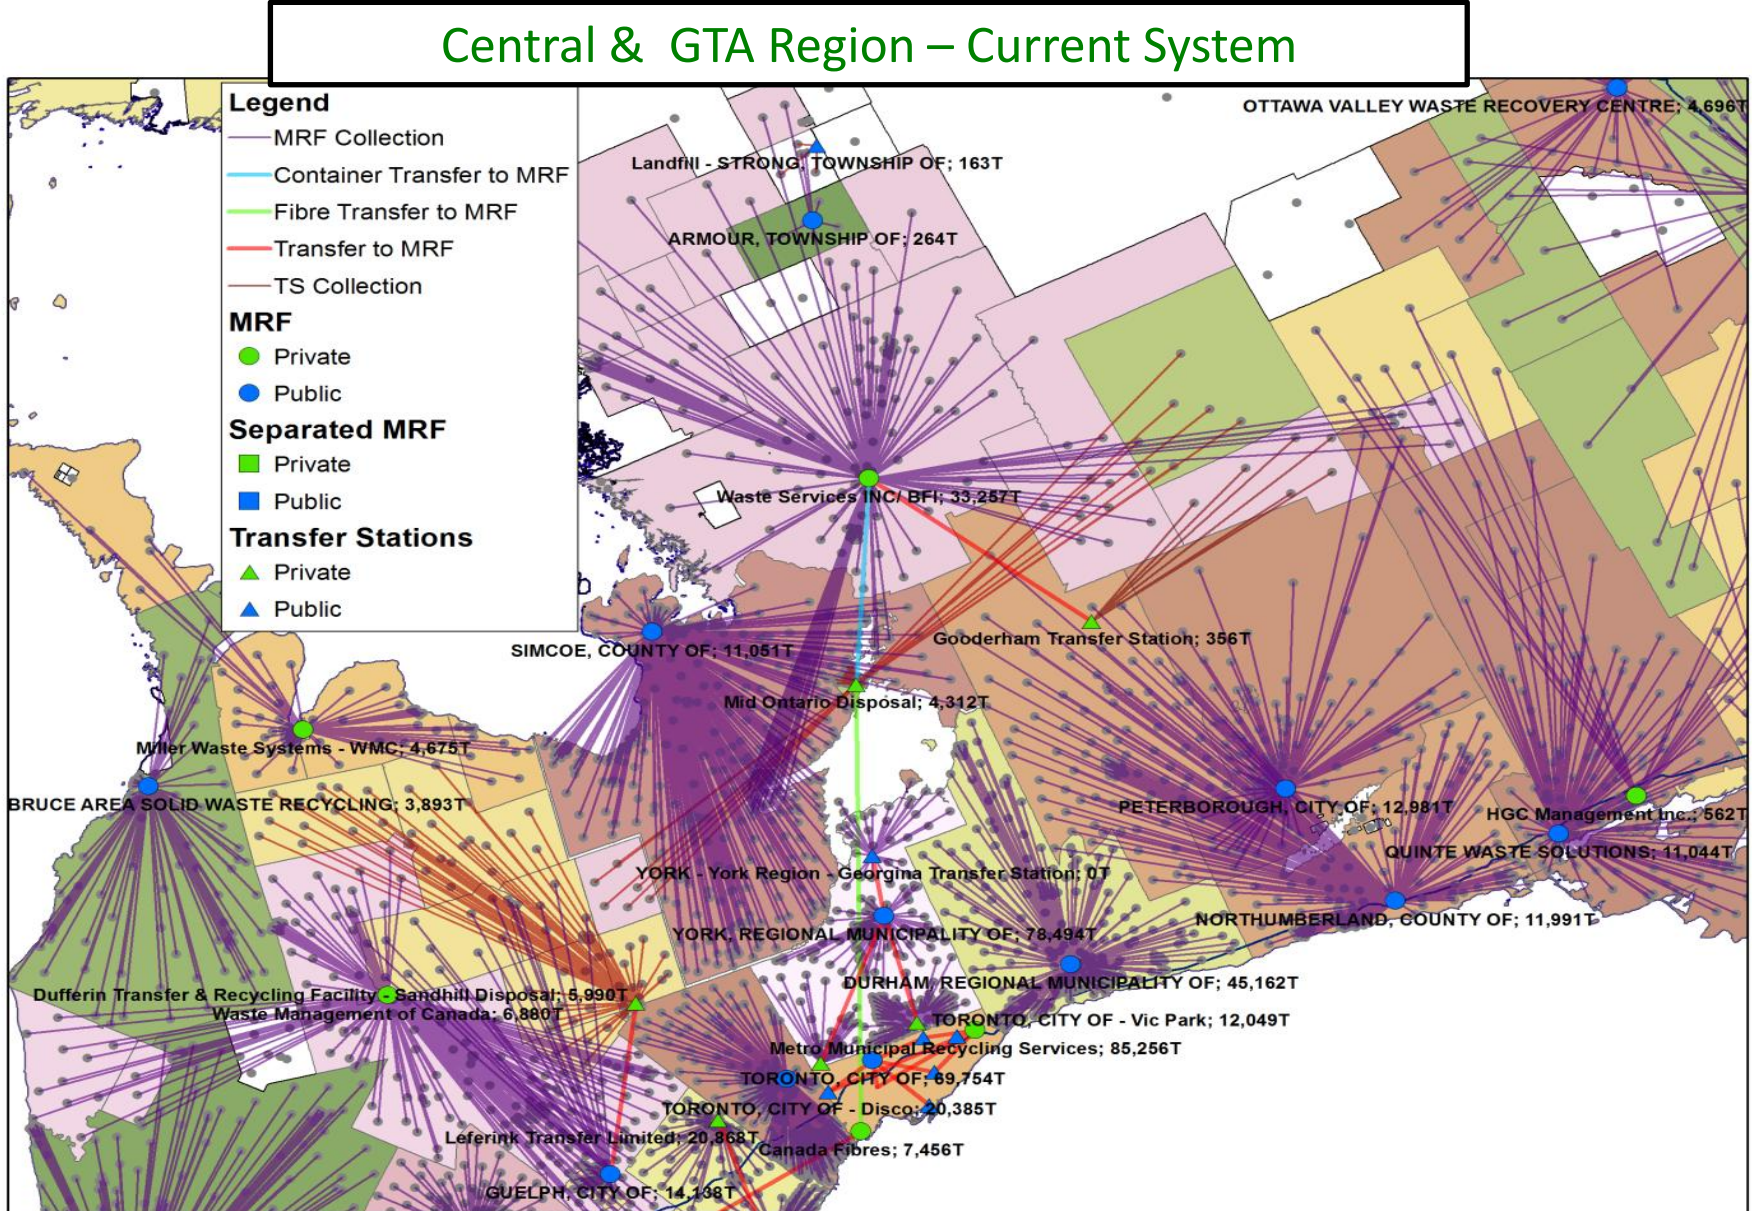 Central & GTA Region – Current System
Legend
MRF Collection
Container Transfer to MRF
Fibre Transfer to MRF
Transfer to MRF
TS Collection
MRF
Private
Public
Separated MRF
Private
Public
Transfer Stations
Private
Public
OTTAWA VALLEY WASTE RECOVERY CENTRE; 4,696T
Landfill - STRONG, TOWNSHIP OF; 163T
ARMOUR, TOWNSHIP OF; 264T
Waste Services INC/ BFI; 33,257T
Gooderham Transfer Station; 356T
SIMCOE, COUNTY OF; 11,051T
Mid Ontario Disposal; 4,312T
Miller Waste Systems - WMC; 4,675T
BRUCE AREA SOLID WASTE RECYCLING; 3,893T
PETERBOROUGH, CITY OF; 12,981T
HGC Management Inc.; 562T
QUINTE WASTE SOLUTIONS; 11,044T
YORK - York Region - Georgina Transfer Station; 0T
NORTHUMBERLAND, COUNTY OF; 11,991T
YORK, REGIONAL MUNICIPALITY OF; 78,494T
DURHAM, REGIONAL MUNICIPALITY OF; 45,162T
Dufferin Transfer & Recycling Facility - Sandhill Disposal; 5,990T
Waste Management of Canada; 6,880T
TORONTO, CITY OF - Vic Park; 12,049T
Metro Municipal Recycling Services; 85,256T
TORONTO, CITY OF; 69,754T
TORONTO, CITY OF - Disco; 20,385T
Leferink Transfer Limited; 20,868T
Canada Fibres; 7,456T
GUELPH, CITY OF; 14,138T